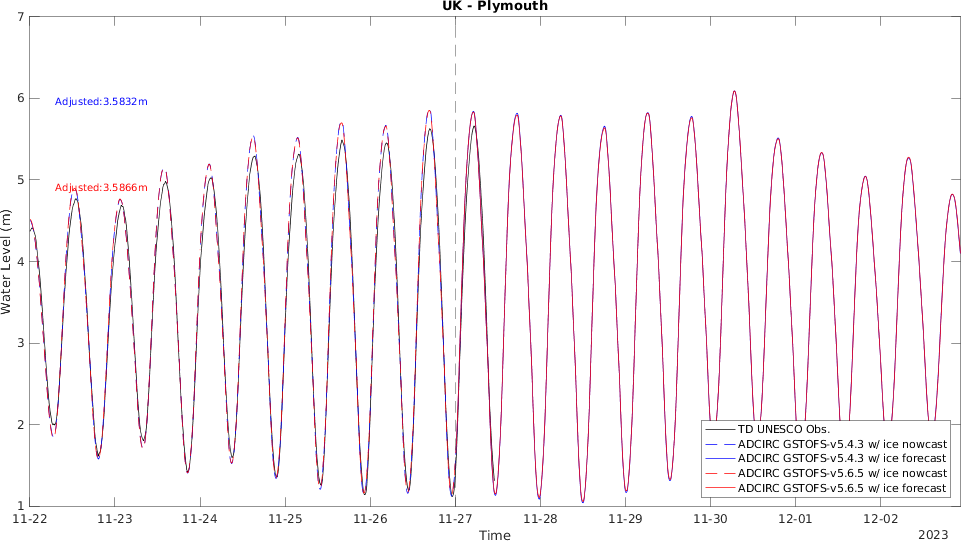 UK - Plymouth
7
6
5
4
3
2
1
Water Level (m)
Adjusted:3.5832m
Adjusted:3.5866m
TD UNESCO Obs.
ADCIRC GSTOFS-v5.4.3 w/ ice nowcast
ADCIRC GSTOFS-v5.4.3 w/ ice forecast
ADCIRC GSTOFS-v5.6.5 w/ ice nowcast
ADCIRC GSTOFS-v5.6.5 w/ ice forecast
11-22 11-23 11-24 11-25 11-26 11-27 11-28 11-29 11-30 12-01 12-02
Time
2023